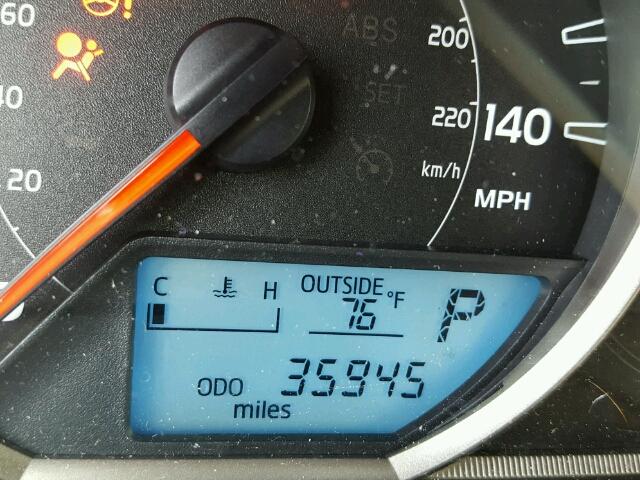 60
ABS
200
40
SET
220
140
km/h
20
MPH
C H
OUTSIDE
76 °F
P
ODO 35945
miles